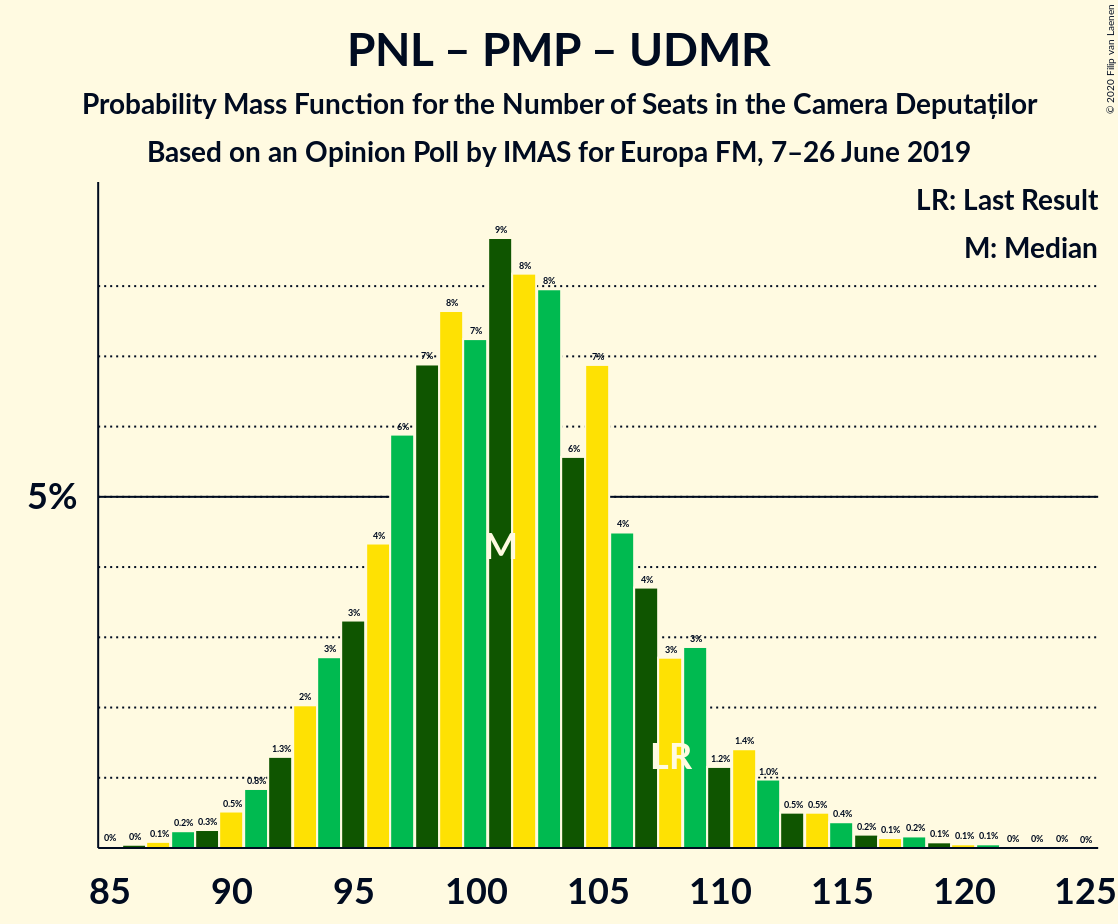 PNL – PMP – UDMR
Probability Mass Function for the Number of Seats in the Camera Deputaților
Based on an Opinion Poll by IMAS for Europa FM, 7–26 June 2019
© 2020 Filip van Laenen
LR: Last Result
M: Median
5%
0% 0% 0.1% 0.2% 0.3% 0.5% 0.8% 1.3% 2% 3% 3% 4% 6% 7% 8% 7% 9% 8% 8% 6% 7% 4% 4% 3% 3% 1.2% 1.4% 1.0% 0.5% 0.5% 0.4% 0.2% 0.1% 0.2% 0.1% 0.1% 0.1% 0% 0% 0% 0%
M
LR
85 90 95 100 105 110 115 120 125